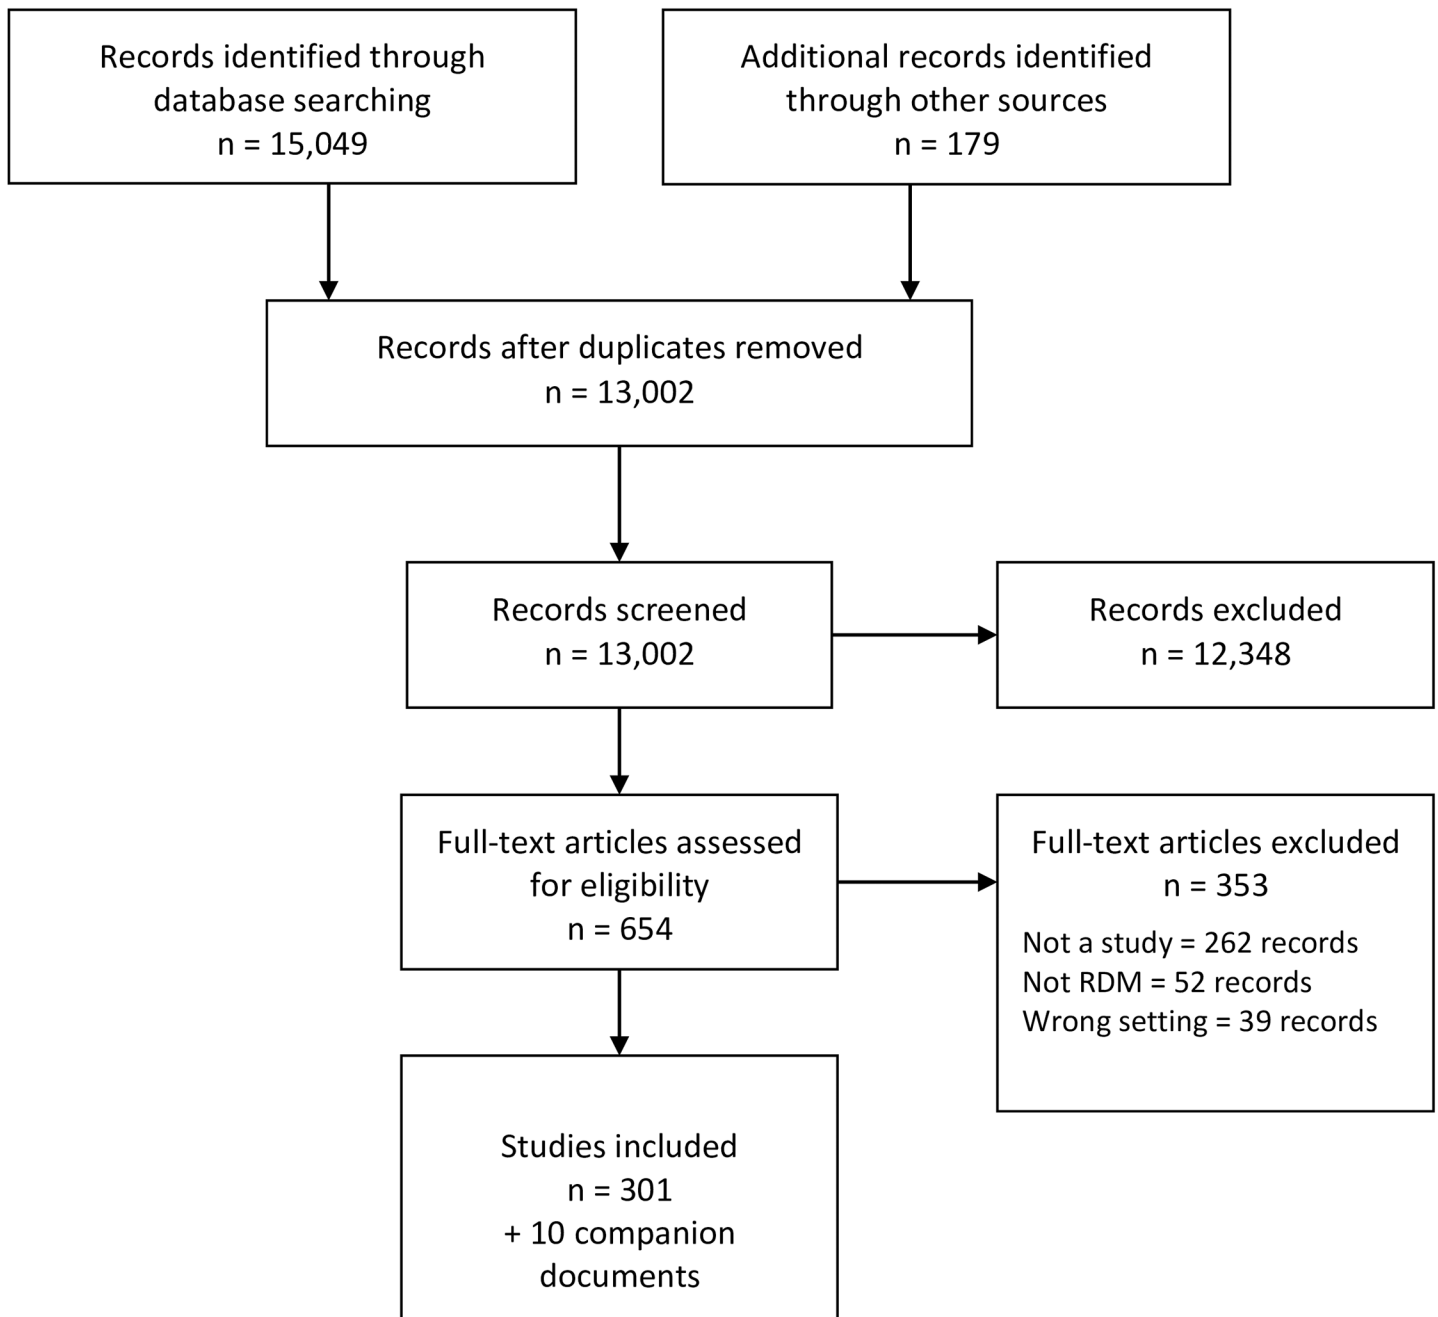 Records identified through
database searching
n = 15,049
Additional records identified
through other sources
n = 179
Records after duplicates removed
n = 13,002
Records screened
n = 13,002
Records excluded
n = 12,348
Full-text articles assessed
for eligibility
n = 654
Full-text articles excluded
n = 353
Not a study = 262 records
Not RDM = 52 records
Wrong setting = 39 records
Studies included
n = 301
+ 10 companion
documents